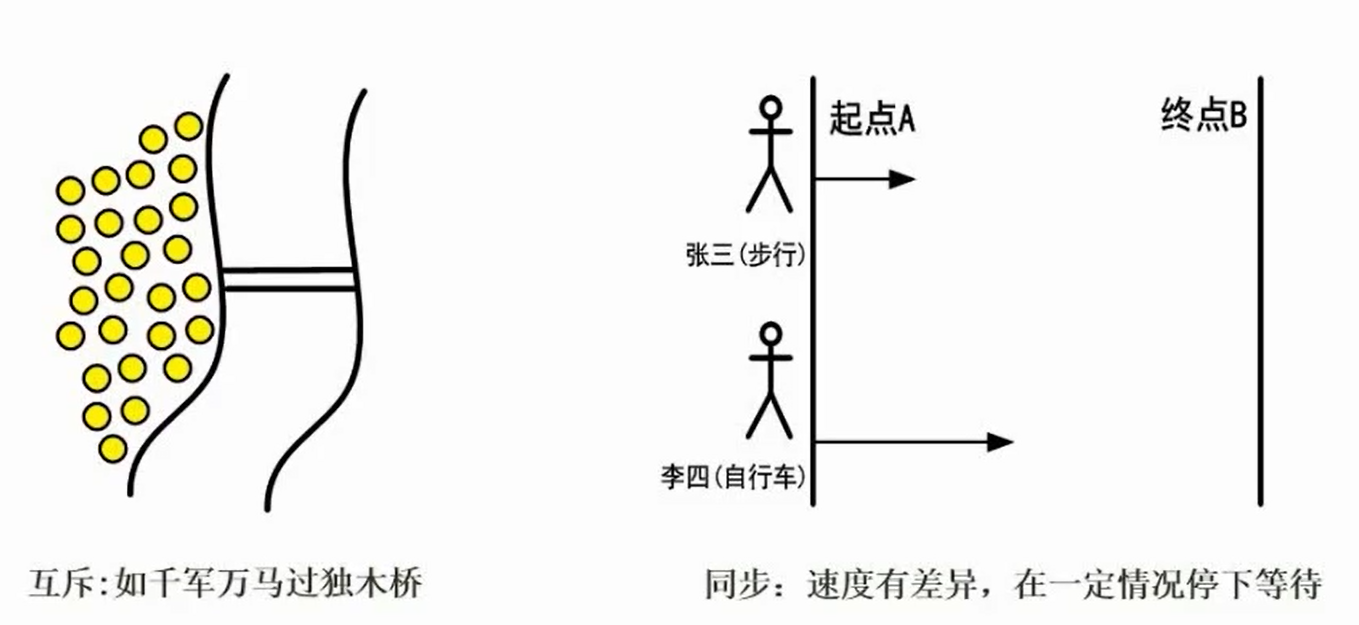 起点A
终点B
张三(步行)
李四(自行车)
互斥:如千军万马过独木桥
同步：速度有差异，在一定情况停下等待